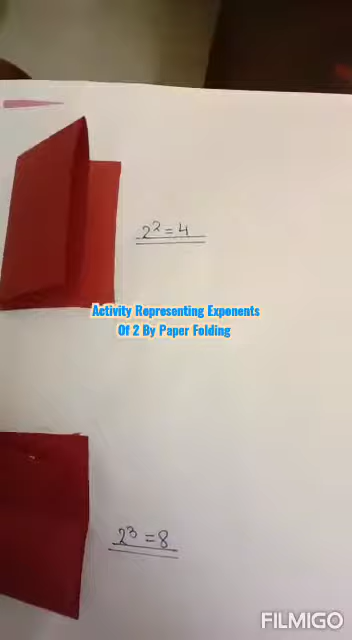 2² = 4
Activity Representing Exponents
Of 2 By Paper Folding
2³ = 8
FILMIGO